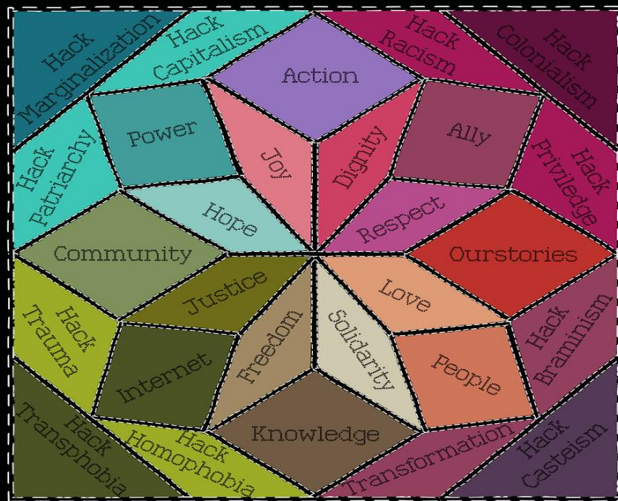 Hack
Marginalization
Hack
Capitalism
Action
Hack
Racism
Hack
Colonialism
Hack
Patriarchy
Power
Joy
Dignity
Ally
Hack
Priviledge
Hope
Respect
Community
Ourstories
Justice
Love
Hack
Trauma
Internet
Freedom
Solidarity
People
Hack
Braminism
Hack
Transphobia
Hack
Homophobia
Knowledge
Transformation
Hack
Casteism